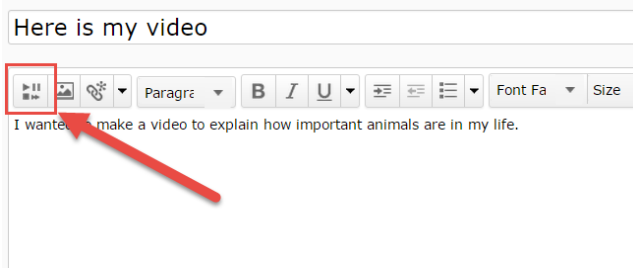 Here is my video
Paragra B I U Font Fa Size
I wanted to make a video to explain how important animals are in my life.